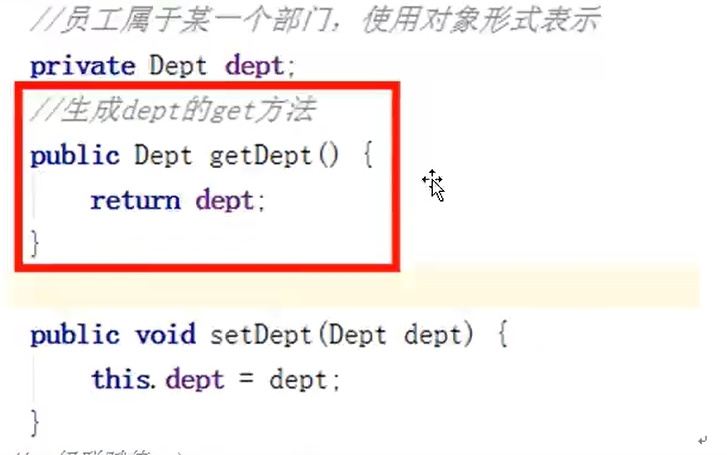 //员工属于某一个部门，使用对象形式表示
private Dept dept;
//生成dept的get方法
public Dept getDept() {
return dept;
}
public void setDept(Dept dept) {
this.dept = dept;
}